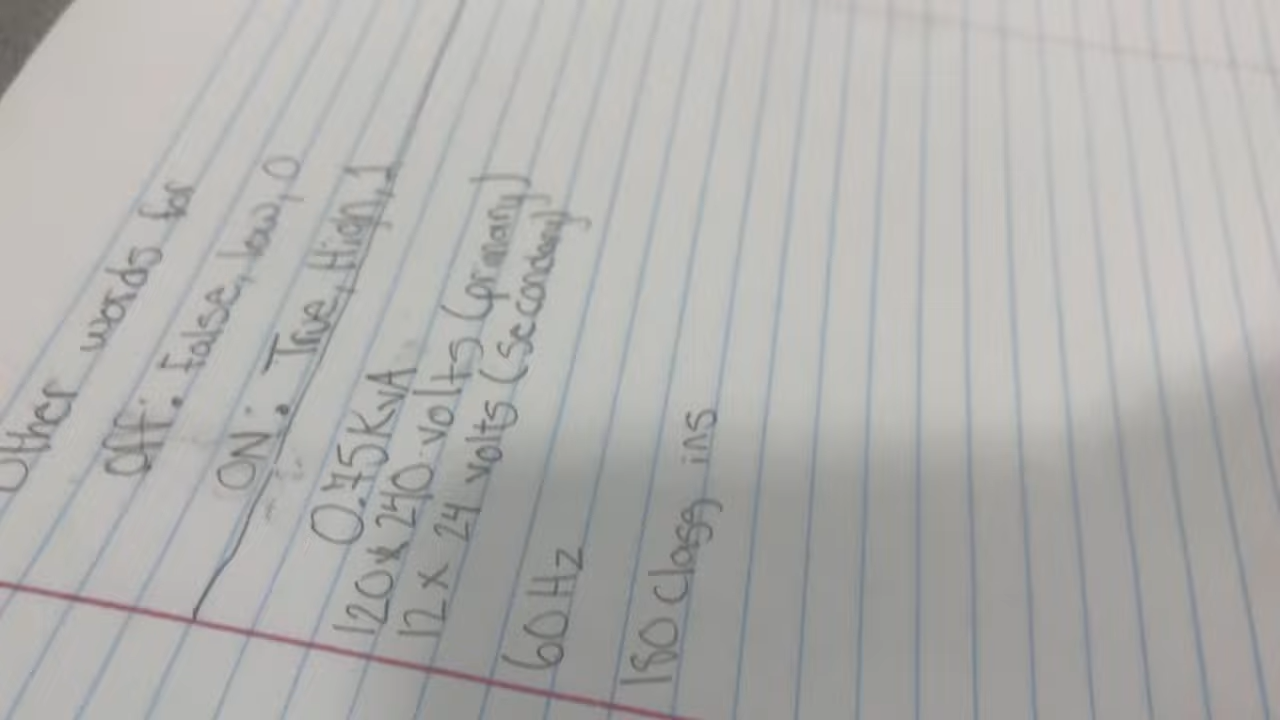 Other words for
Off: False, low, 0
ON: True, High, 1
0.75KvA
120 x 240 volts (primary)
12 x 24 volts (secondary)
60 Hz
180 class ins